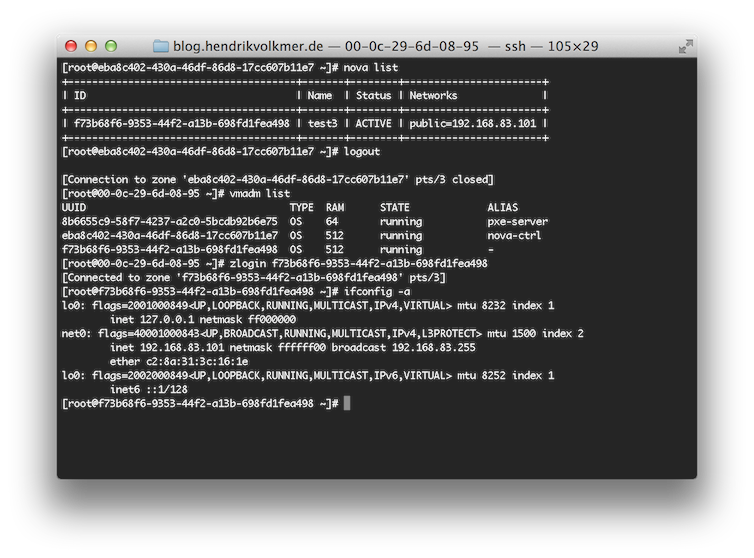 blog.hendrikvolkmer.de — 00-0c-29-6d-08-95 — ssh — 105×29
[root@eba8c402-430a-46df-86d8-17cc607b11e7 ~]# nova list
+--------------------------------------+-------+--------+-----------------------+
| ID                                   | Name  | Status | Networks              |
+--------------------------------------+-------+--------+-----------------------+
| f73b68f6-9353-44f2-a13b-698fd1fea498 | test3 | ACTIVE | public=192.168.83.101 |
+--------------------------------------+-------+--------+-----------------------+
[root@eba8c402-430a-46df-86d8-17cc607b11e7 ~]# logout
[Connection to zone 'eba8c402-430a-46df-86d8-17cc607b11e7' pts/3 closed]
[root@00-0c-29-6d-08-95 ~]# vmadm list
UUID                                  TYPE  RAM      STATE             ALIAS
8b6655c9-58f7-4237-a2c0-5bcdb92b6e75  OS    64       running           pxe-server
eba8c402-430a-46df-86d8-17cc607b11e7  OS    512      running           nova-ctrl
f73b68f6-9353-44f2-a13b-698fd1fea498  OS    512      running           -
[root@00-0c-29-6d-08-95 ~]# zlogin f73b68f6-9353-44f2-a13b-698fd1fea498
[Connected to zone 'f73b68f6-9353-44f2-a13b-698fd1fea498' pts/3]
[root@f73b68f6-9353-44f2-a13b-698fd1fea498 ~]# ifconfig -a
lo0: flags=2001000849<UP,LOOPBACK,RUNNING,MULTICAST,IPv4,VIRTUAL> mtu 8232 index 1
        inet 127.0.0.1 netmask ff000000
net0: flags=40001000843<UP,BROADCAST,RUNNING,MULTICAST,IPv4,L3PROTECT> mtu 1500 index 2
        inet 192.168.83.101 netmask ffffff00 broadcast 192.168.83.255
        ether c2:8a:31:3c:16:1e
lo0: flags=2002000849<UP,LOOPBACK,RUNNING,MULTICAST,IPv6,VIRTUAL> mtu 8252 index 1
        inet6 ::1/128
[root@f73b68f6-9353-44f2-a13b-698fd1fea498 ~]#